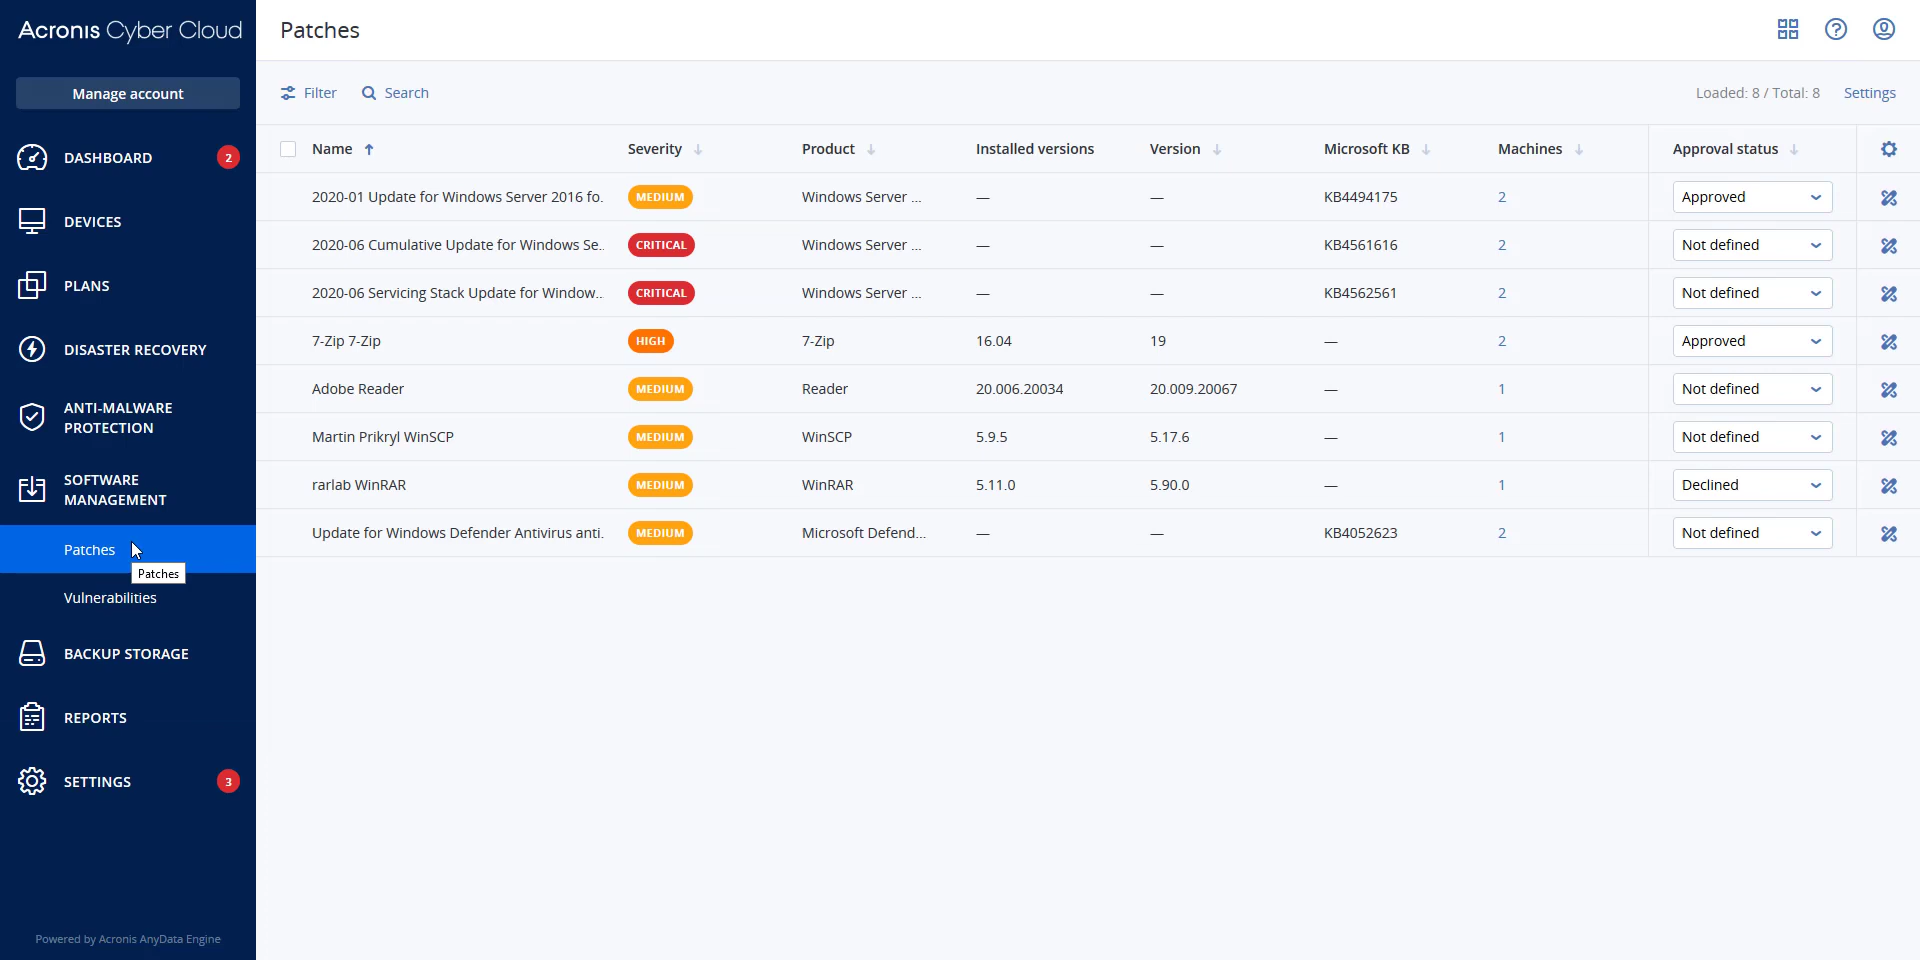 Acronis Cyber Cloud
Patches
Manage account
Filter
Search
Loaded: 8 / Total: 8
Settings
DASHBOARD 2
DEVICES
PLANS
DISASTER RECOVERY
ANTI-MALWARE
PROTECTION
SOFTWARE
MANAGEMENT
Patches
Patches
Vulnerabilities
BACKUP STORAGE
REPORTS
SETTINGS 3
Powered by Acronis AnyData Engine
Name Severity Product Installed versions Version Microsoft KB Machines Approval status
2020-01 Update for Windows Server 2016 fo. MEDIUM Windows Server ... — — KB4494175 2 Approved
2020-06 Cumulative Update for Windows Se.. CRITICAL Windows Server ... — — KB4561616 2 Not defined
2020-06 Servicing Stack Update for Window... CRITICAL Windows Server ... — — KB4562561 2 Not defined
7-Zip 7-Zip HIGH 7-Zip 16.04 19 — 2 Approved
Adobe Reader MEDIUM Reader 20.006.20034 20.009.20067 — 1 Not defined
Martin Prikryl WinSCP MEDIUM WinSCP 5.9.5 5.17.6 — 1 Not defined
rarlab WinRAR MEDIUM WinRAR 5.11.0 5.90.0 — 1 Declined
Update for Windows Defender Antivirus anti. MEDIUM Microsoft Defend... — — KB4052623 2 Not defined